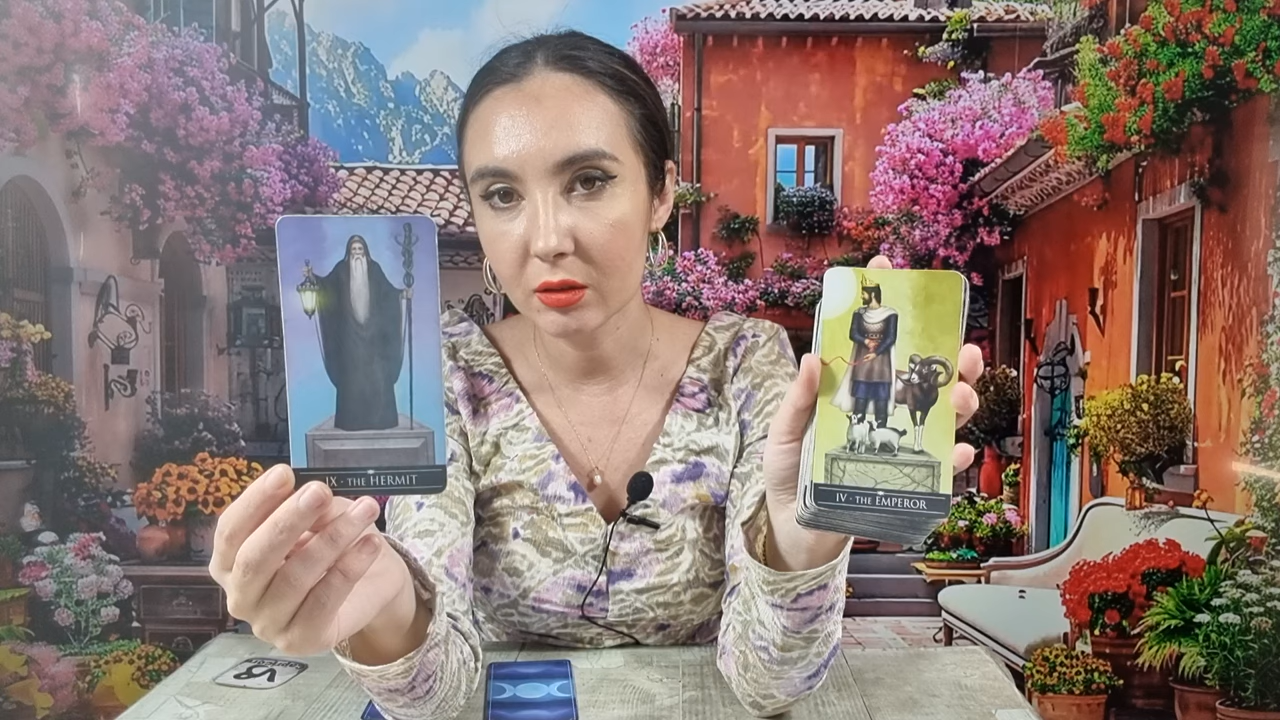 IX · THE HERMIT
IV · THE EMPEROR